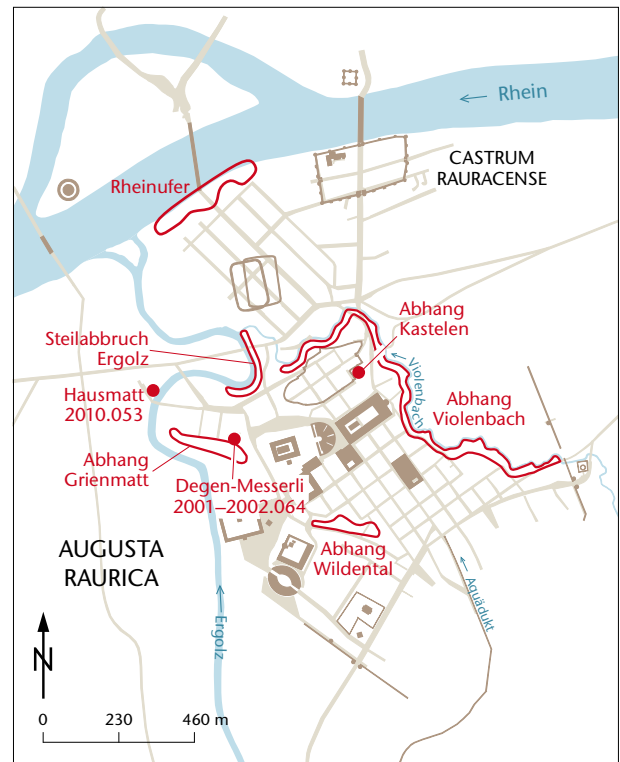 Rhein
CASTRUM
RAURACENSE
Rheinufer
Abhang
Kastelen
Steilabbruch
Ergolz
Violenbach
Hausmatt
2010.053
Abhang
Violenbach
Abhang
Grienmatt
Degen-Messerli
2001–2002.064
Abhang
Wildental
AUGUSTA
RAURICA
Ergolz
Aquädukt
N
0 230 460 m